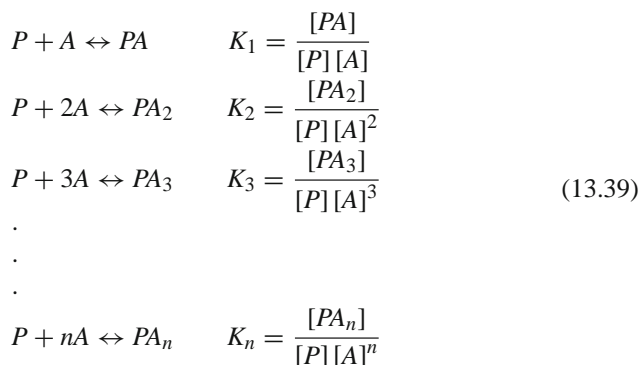 P + A ↔ PA K₁ = [PA] / [P] [A]
P + 2A ↔ PA₂ K₂ = [PA₂] / [P] [A]²
P + 3A ↔ PA₃ K₃ = [PA₃] / [P] [A]³
(13.39)
.
.
.
P + nA ↔ PAₙ Kₙ = [PAₙ] / [P] [A]ⁿ